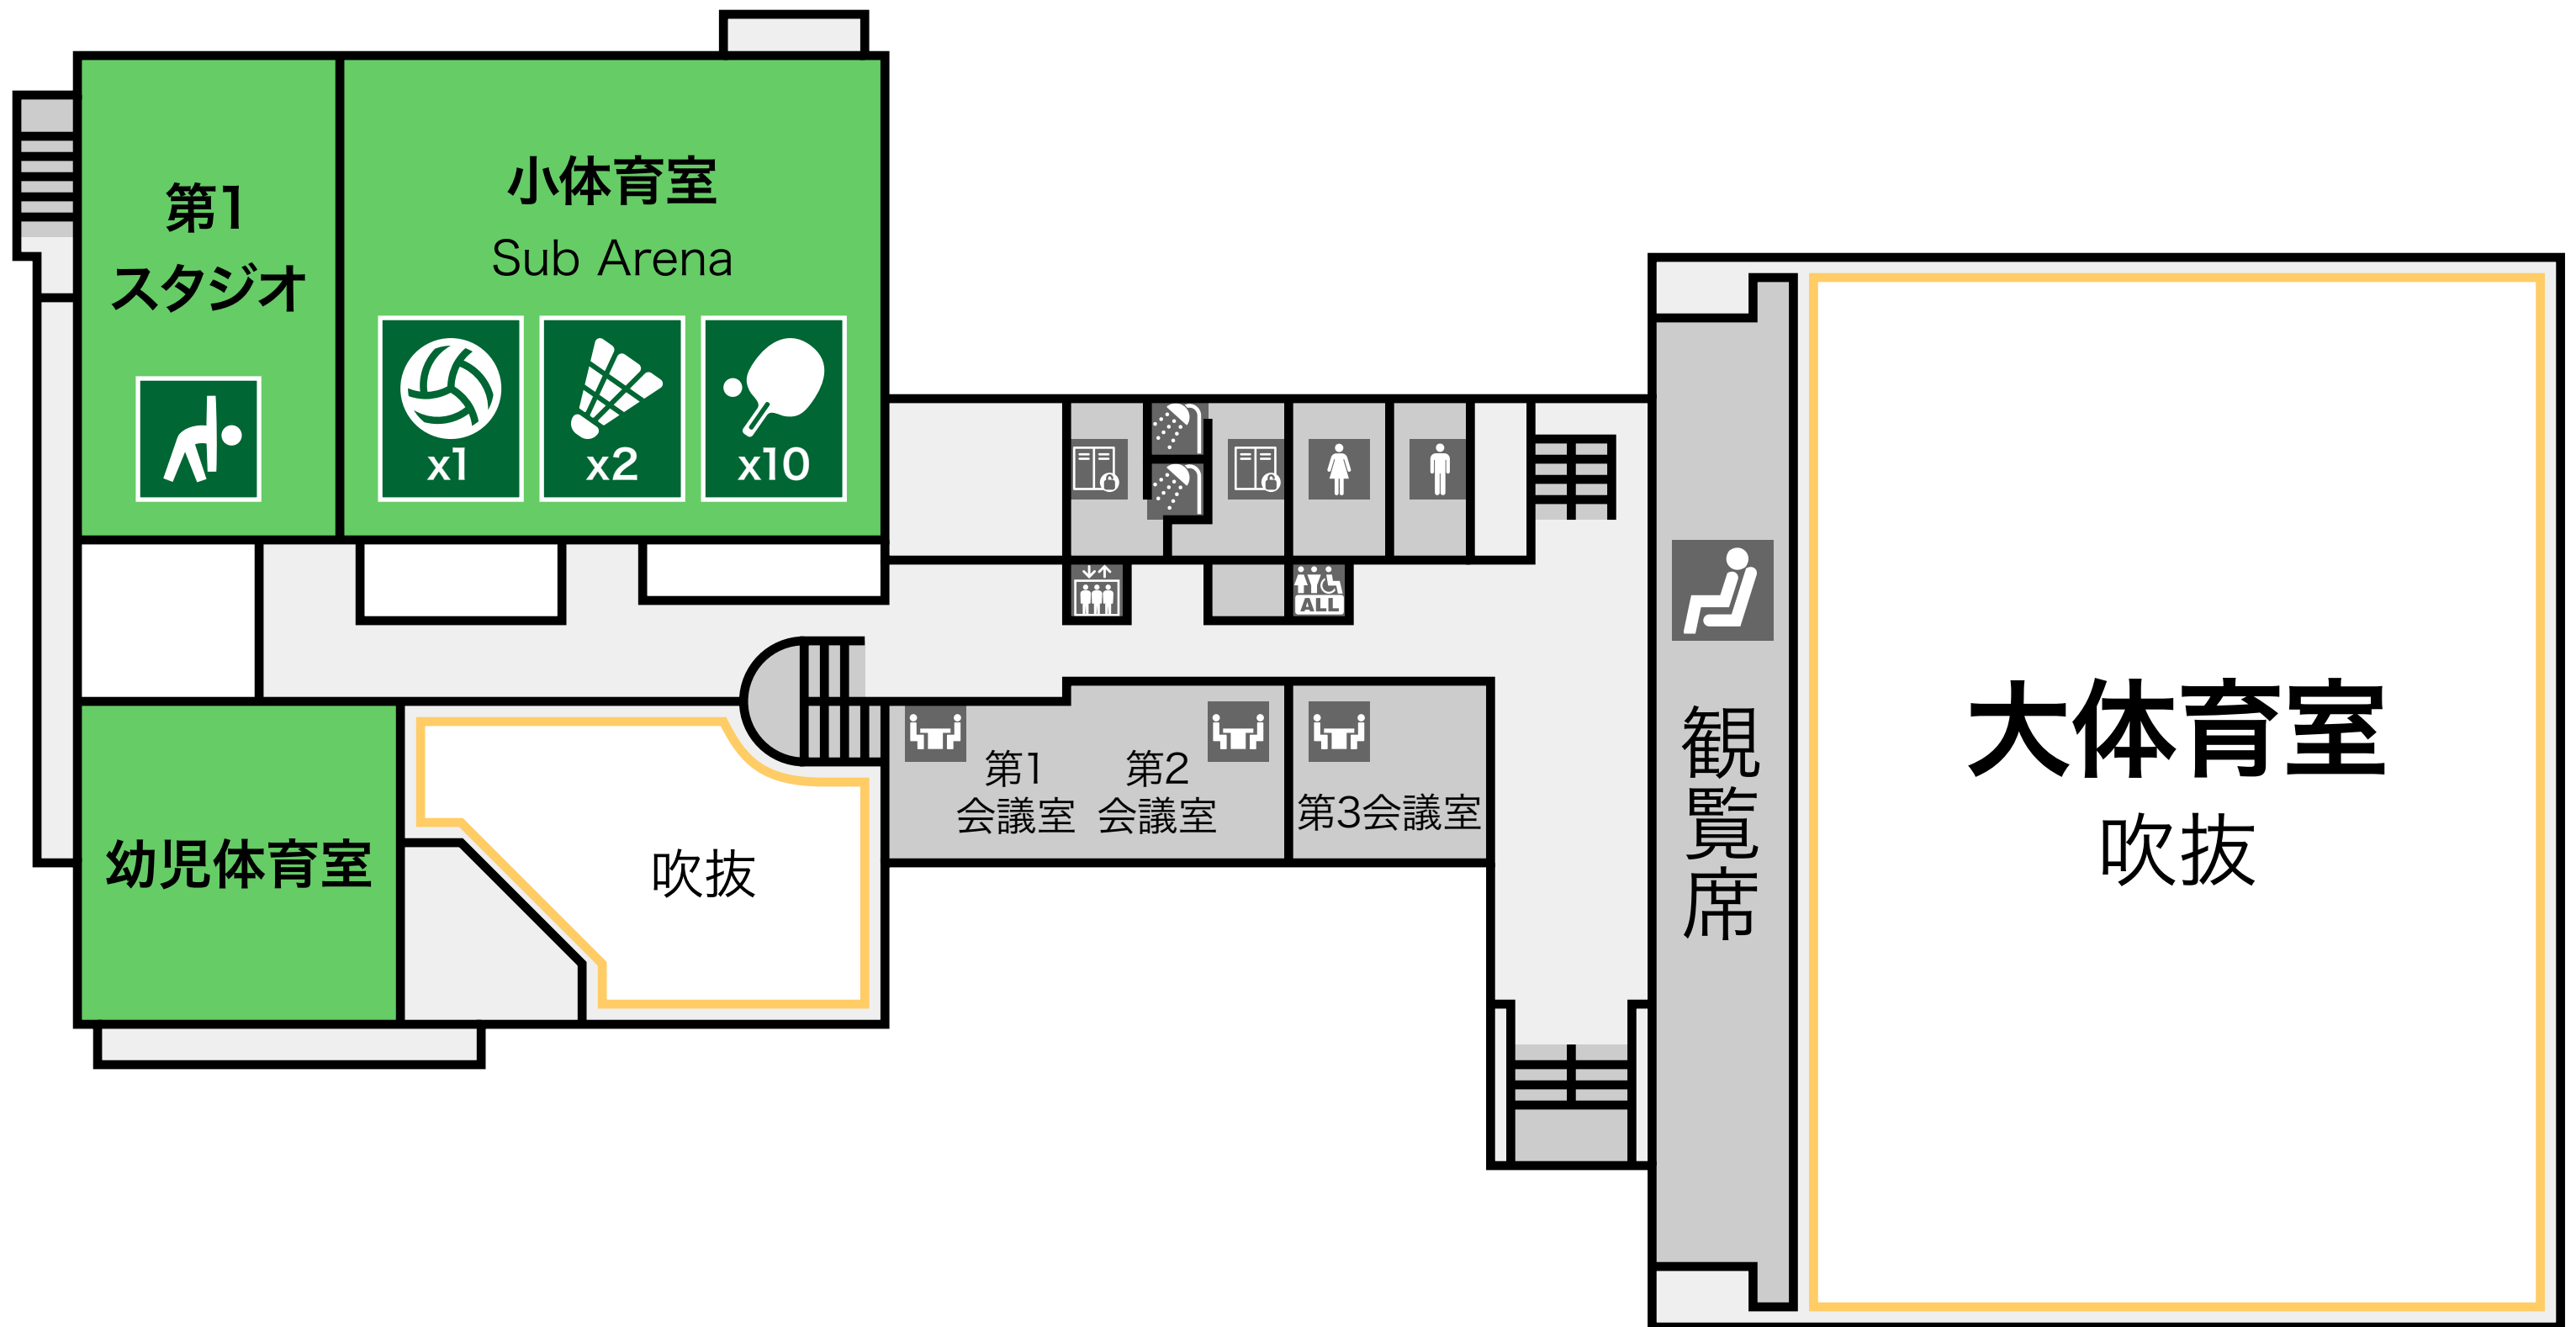 第1
スタジオ
小体育室
Sub Arena
x1
x2
x10
ALL
観覧席
大体育室
吹抜
第1
会議室
第2
会議室
第3会議室
幼児体育室
吹抜